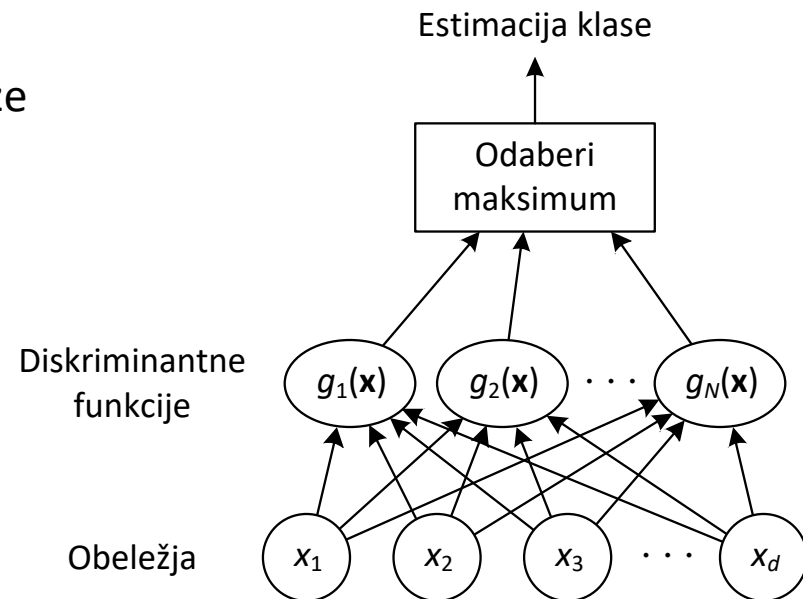 Estimacija klase
Odaberi
maksimum
Diskriminantne
funkcije
g1(x) g2(x) · · · gN(x)
Obeležja
x1 x2 x3 · · · xd